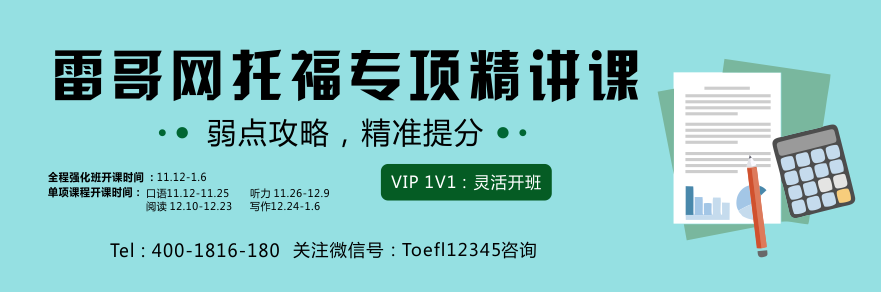 雷哥网托福专项精讲课
弱点攻略，精准提分
全程强化班开课时间：11.12-1.6
单项课程开课时间：口语11.12-11.25 听力 11.26-12.9
阅读 12.10-12.23 写作12.24-1.6
VIP 1V1：灵活开班
Tel：400-1816-180 关注微信号：Toefl12345咨询